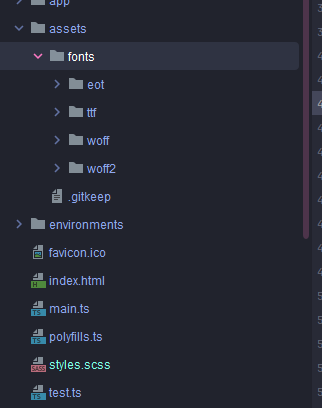 app
assets
fonts
eot
ttf
woff
woff2
.gitkeep
environments
favicon.ico
index.html
main.ts
polyfills.ts
styles.scss
test.ts